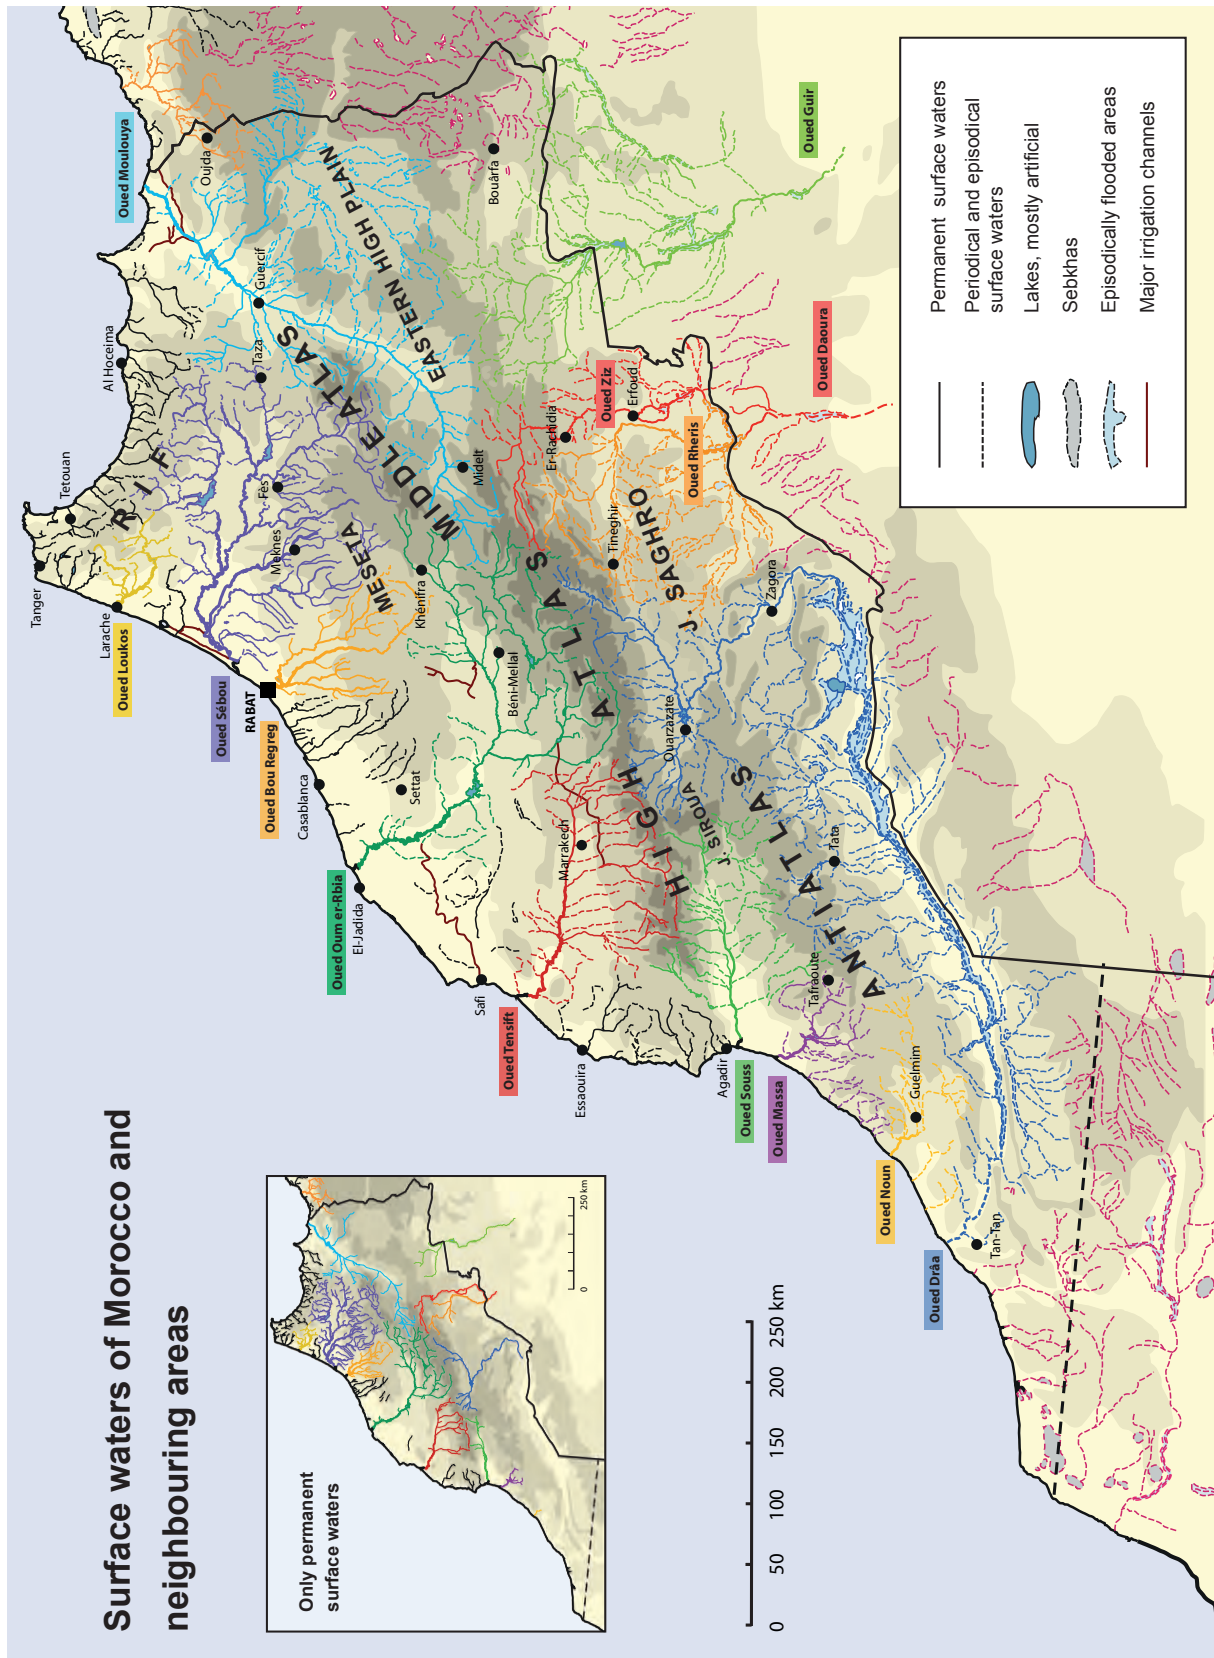 Surface waters of Morocco and
neighbouring areas
Only permanent
surface waters
0
250 km
0
50
100
150
200
250 km
Permanent surface waters
Periodical and episodical
surface waters
Lakes, mostly artificial
Sebkhas
Episodically flooded areas
Major irrigation channels
Oued Moulouya
Oued Loukos
Oued Sébou
Oued Bou Regreg
Oued Oum er-Rbia
Oued Tensift
Oued Souss
Oued Massa
Oued Noun
Oued Drâa
Oued Guir
Oued Daoura
Oued Ziz
Oued Rheris
RIF
MIDDLE ATLAS
EASTERN HIGH PLAIN
MESETA
HIGH ATLAS
J. SAGHRO
J. SIROUA
ANTIATLAS
Tanger
Tetouan
Al Hoceima
Oujda
Guercif
Taza
Larache
Fès
Meknes
RABAT
Casablanca
Settat
El-Jadida
Safi
Khenifra
Béni-Mellal
Midelt
Bouârfa
Er-Rachidia
Erfoud
Tineghir
Zagora
Ouarzazate
Marrakech
Essaouira
Agadir
Tata
Tafraoute
Guelmim
Tan-Tan